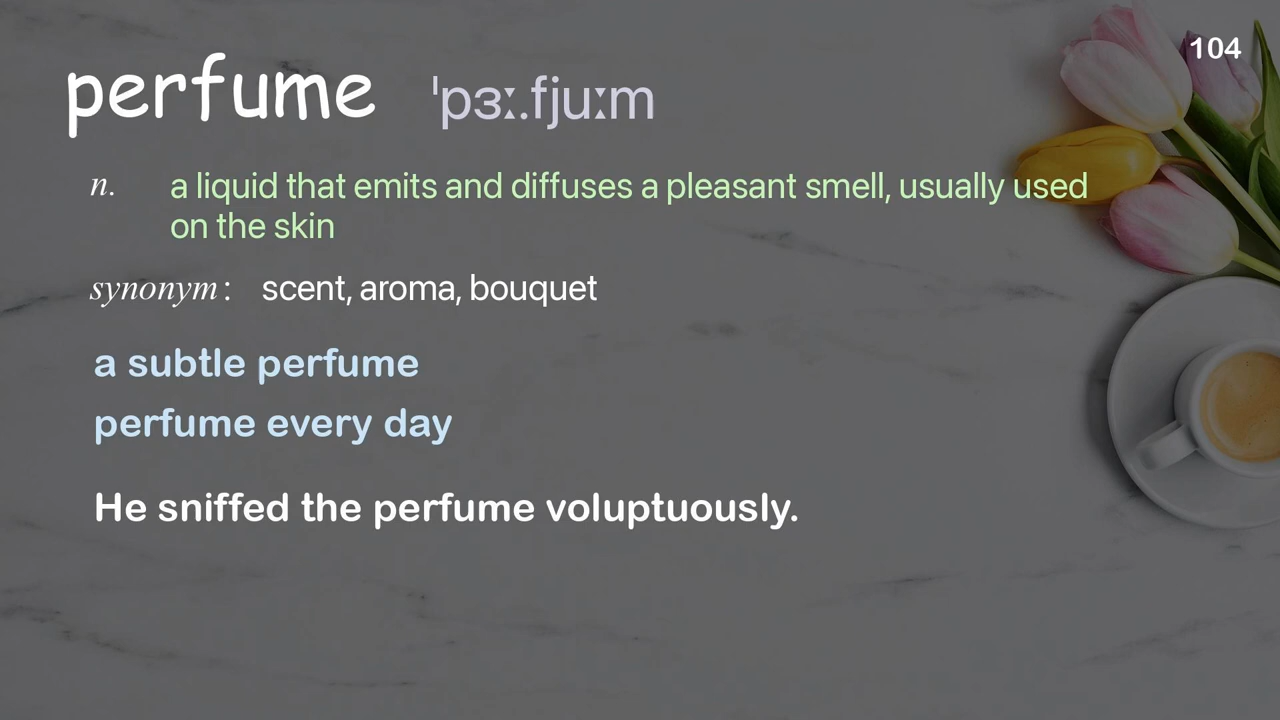 104
perfume ˈpɜː.fjuːm
n. a liquid that emits and diffuses a pleasant smell, usually used
on the skin
synonym: scent, aroma, bouquet
a subtle perfume
perfume every day
He sniffed the perfume voluptuously.